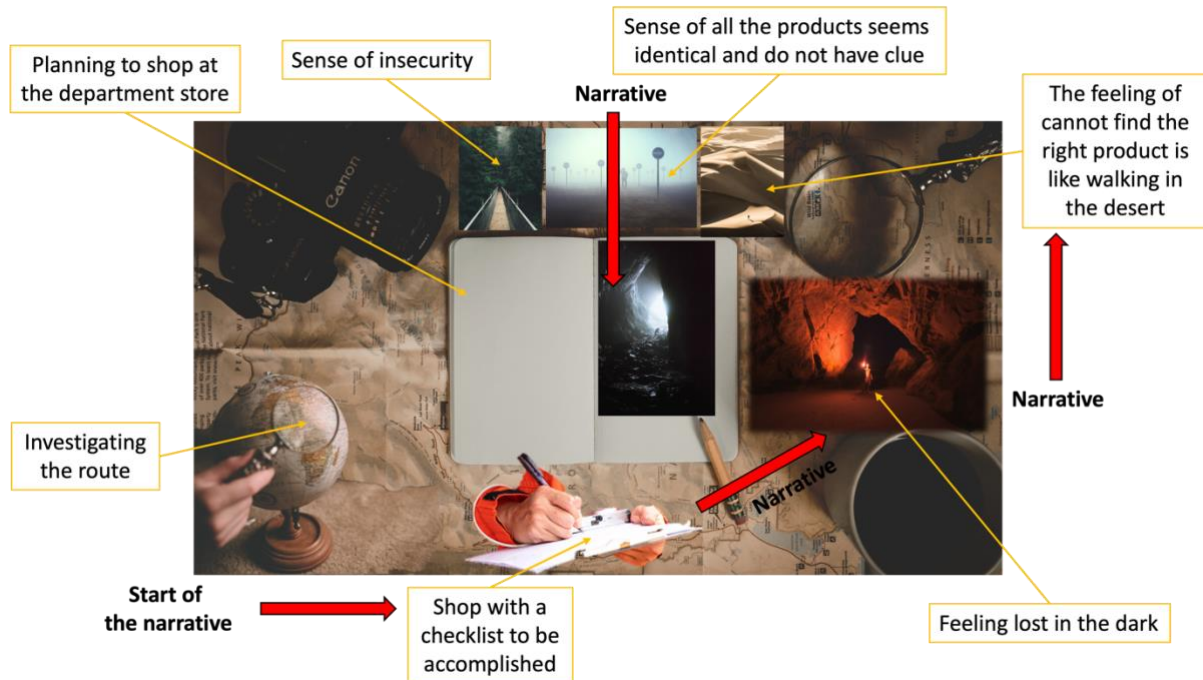 Planning to shop at
the department store
Sense of insecurity
Sense of all the products seems
identical and do not have clue
Narrative
The feeling of
cannot find the
right product is
like walking in
the desert
Canon
Narrative
Investigating
the route
Narrative
Start of
the narrative
Shop with a
checklist to be
accomplished
Feeling lost in the dark